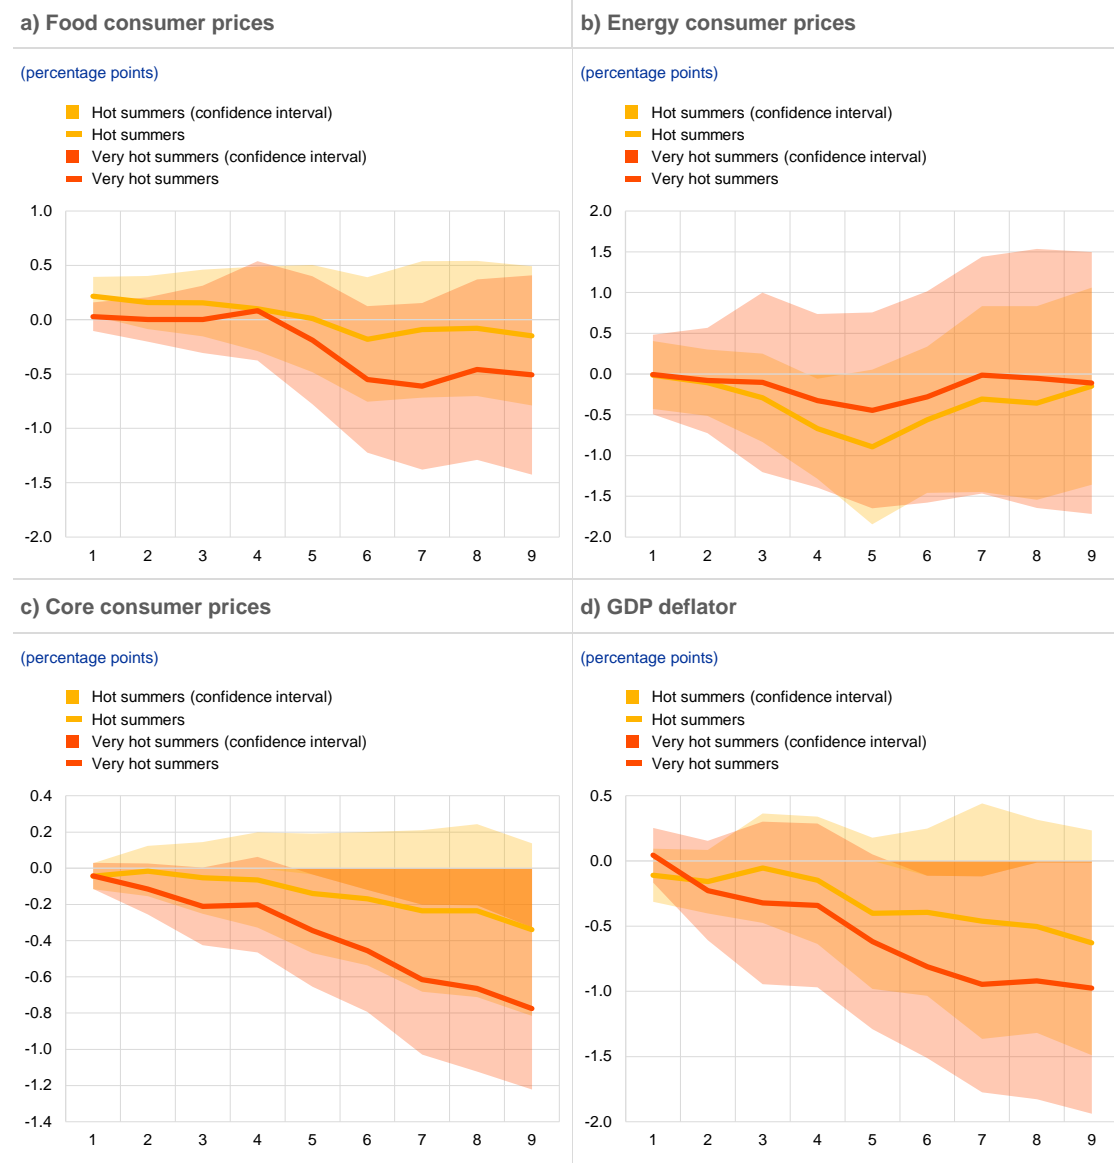 a) Food consumer prices
(percentage points)
Hot summers (confidence interval)
Hot summers
Very hot summers (confidence interval)
Very hot summers
1.0
0.5
0.0
-0.5
-1.0
-1.5
-2.0
1 2 3 4 5 6 7 8 9
b) Energy consumer prices
(percentage points)
Hot summers (confidence interval)
Hot summers
Very hot summers (confidence interval)
Very hot summers
2.0
1.5
1.0
0.5
0.0
-0.5
-1.0
-1.5
-2.0
1 2 3 4 5 6 7 8 9
c) Core consumer prices
(percentage points)
Hot summers (confidence interval)
Hot summers
Very hot summers (confidence interval)
Very hot summers
0.4
0.2
0.0
-0.2
-0.4
-0.6
-0.8
-1.0
-1.2
-1.4
1 2 3 4 5 6 7 8 9
d) GDP deflator
(percentage points)
Hot summers (confidence interval)
Hot summers
Very hot summers (confidence interval)
Very hot summers
0.5
0.0
-0.5
-1.0
-1.5
-2.0
1 2 3 4 5 6 7 8 9